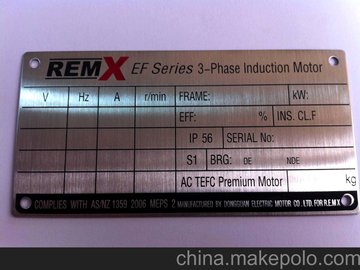 REMX EF Series 3-Phase Induction Motor
V Hz A r/min FRAME: kW:
EFF: % INS. CL.F
IP 56 SERIAL No:
S1 BRG: DE NDE
AC TEFC Premium Motor kg
COMPLIES WITH AS/NZ 1359 2006 MEPS 2 MANUFACTURED BY DONGGUAN ELECTRIC MOTOR CO.,LTD.FOR R.E.M.X
china.makepolo.com